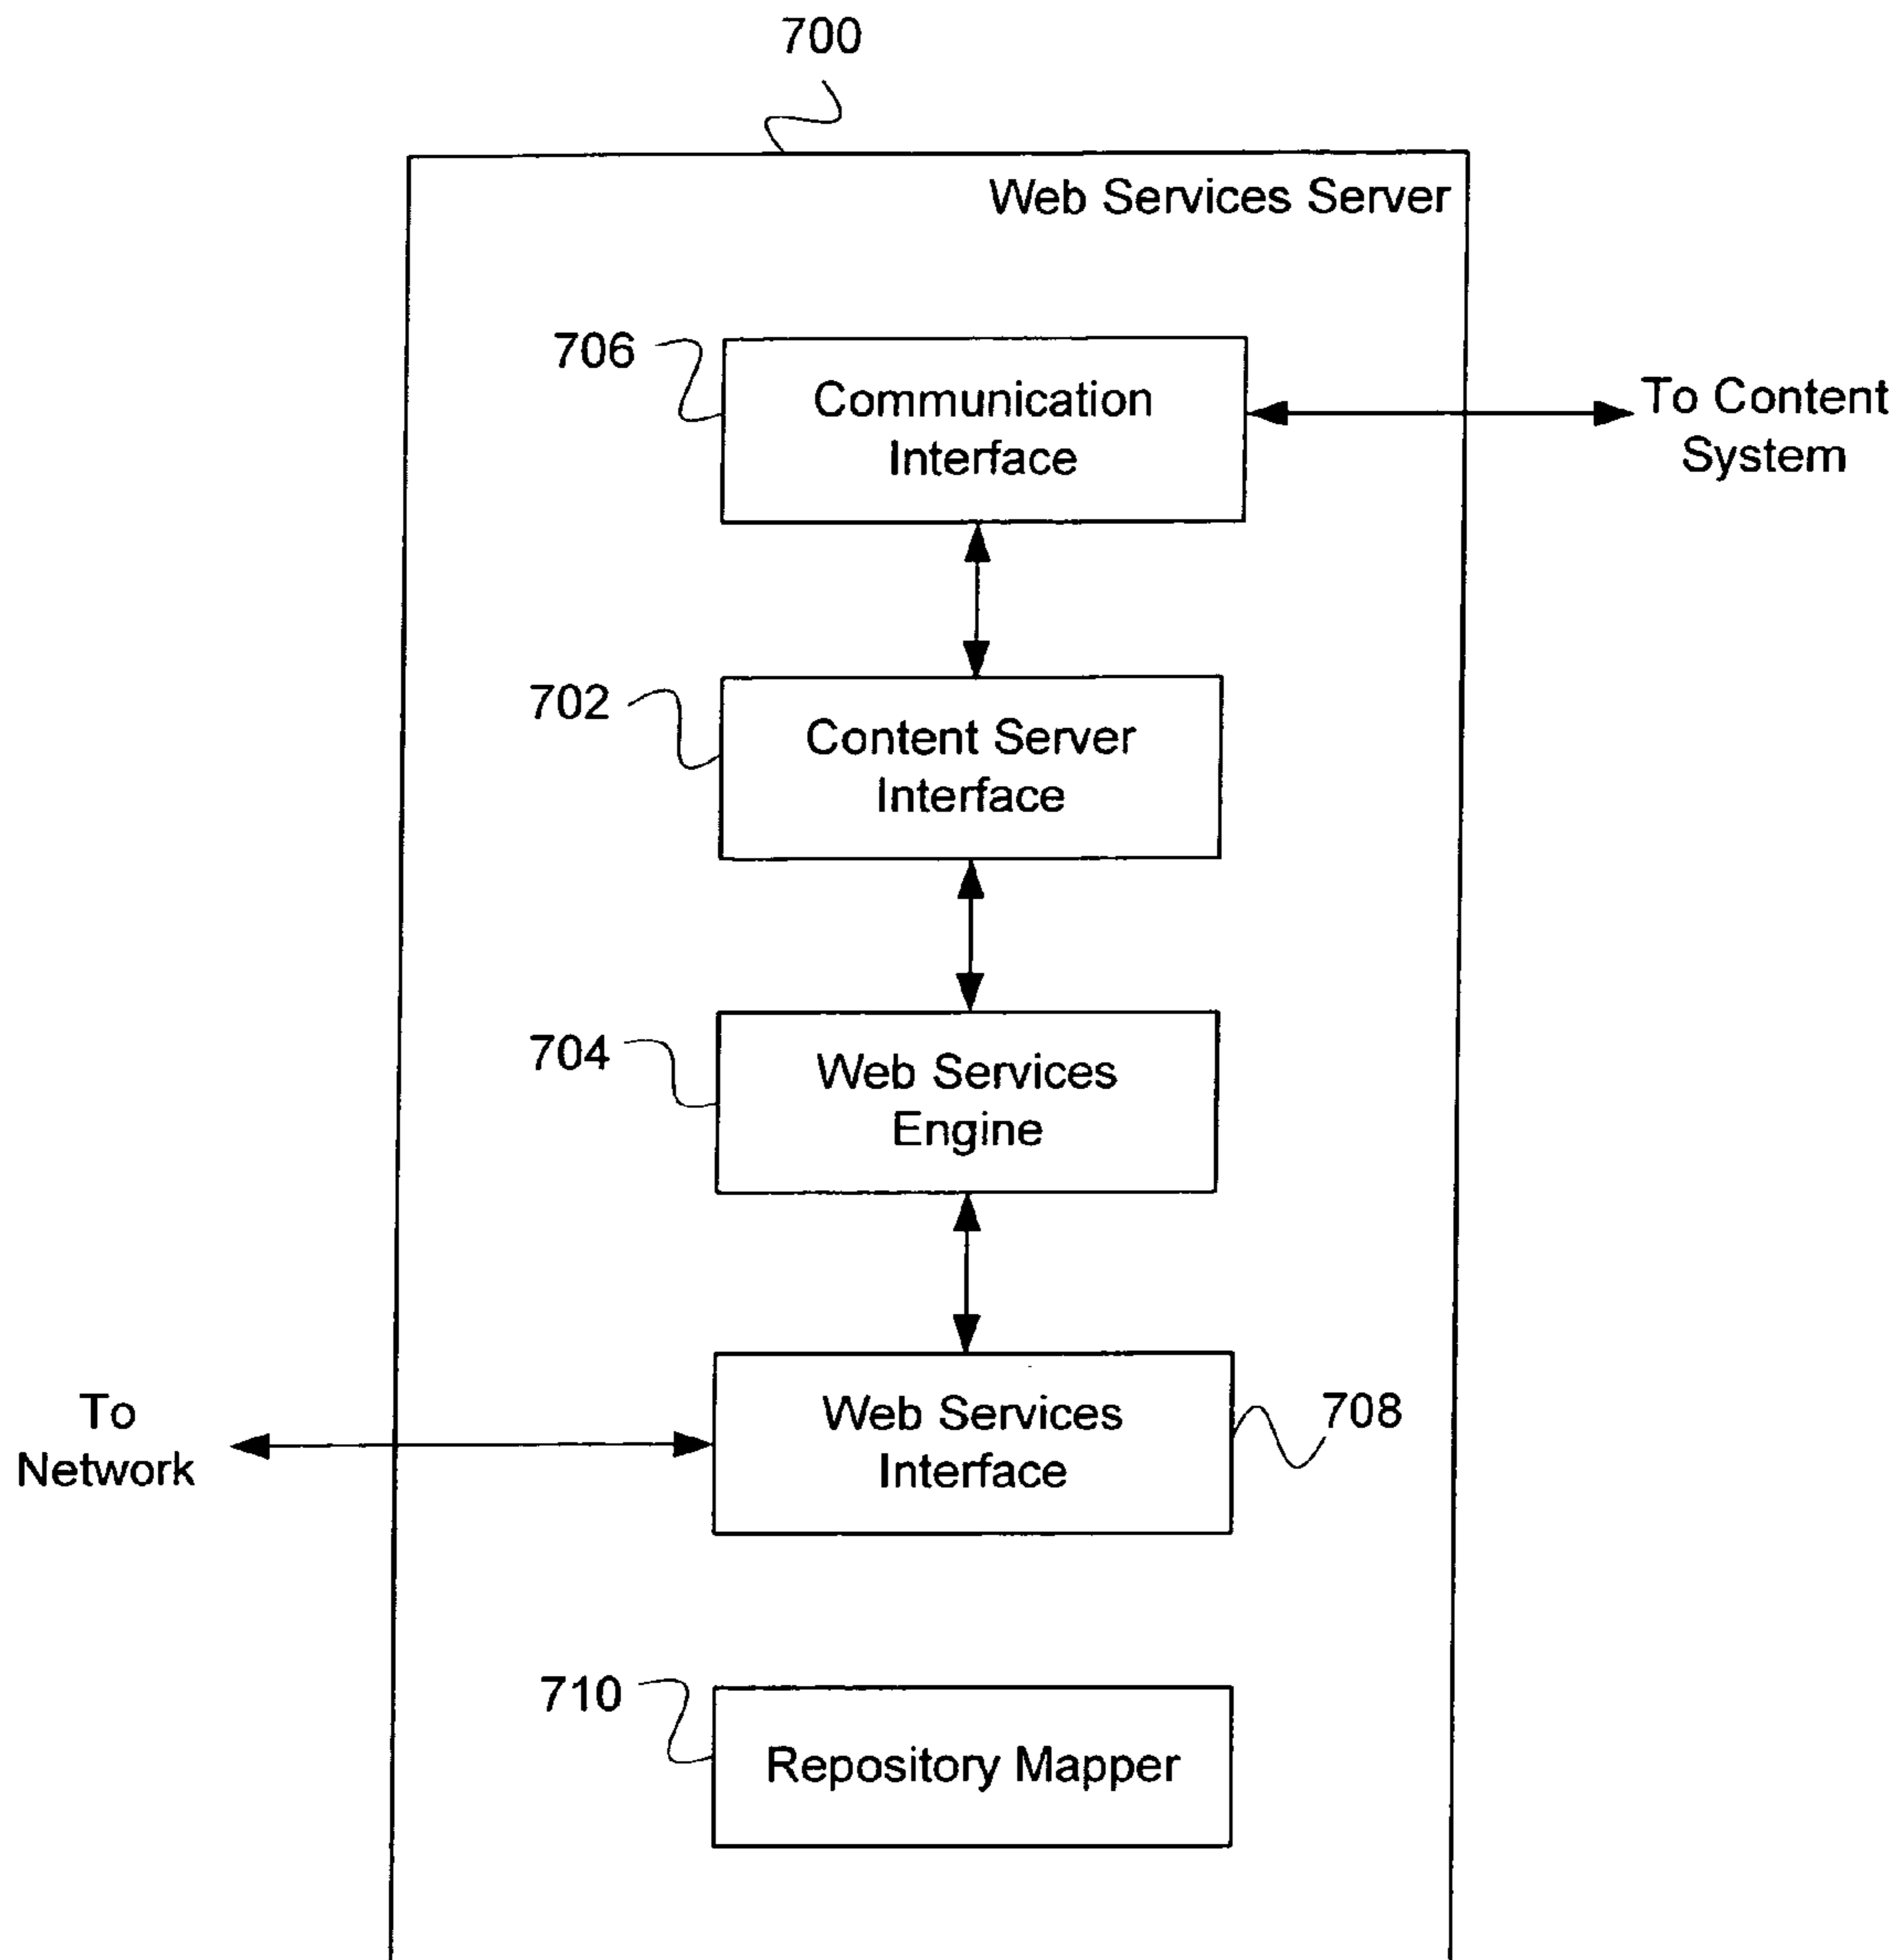 700
Web Services Server
706
Communication
Interface
To Content
System
702
Content Server
Interface
704
Web Services
Engine
To
Network
Web Services
Interface
708
710
Repository Mapper